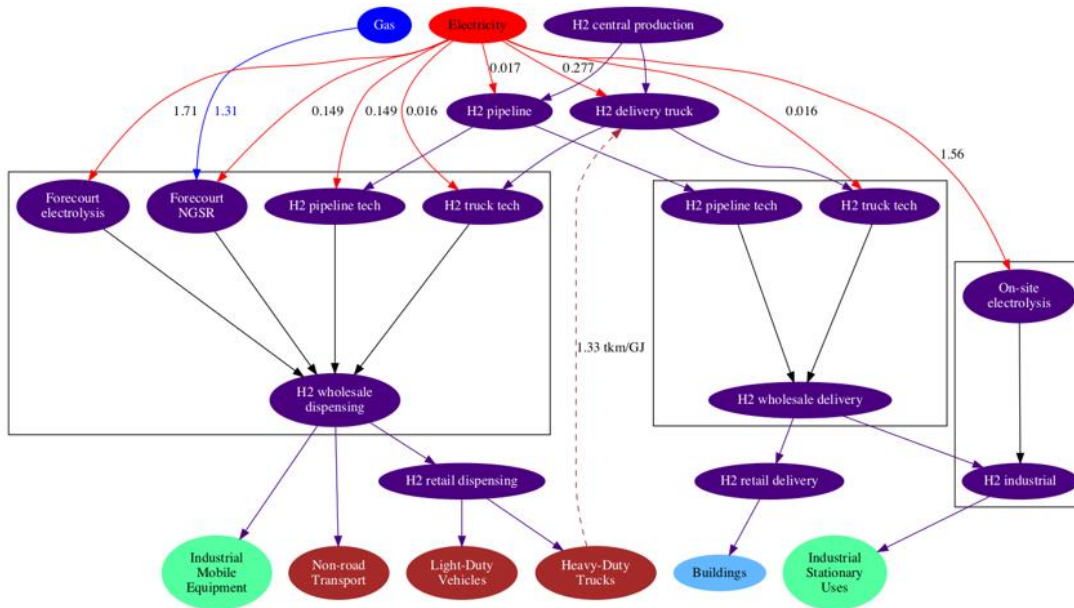 Gas
Electricity
H2 central production
0.017
0.277
H2 pipeline
H2 delivery truck
1.71
1.31
0.149
0.149
0.016
0.016
1.56
Forecourt
electrolysis
Forecourt
NGSR
H2 pipeline tech
H2 truck tech
H2 pipeline tech
H2 truck tech
On-site
electrolysis
1.33 tkm/GJ
H2 wholesale
dispensing
H2 wholesale delivery
H2 retail dispensing
H2 retail delivery
H2 industrial
Industrial
Mobile
Equipment
Non-road
Transport
Light-Duty
Vehicles
Heavy-Duty
Trucks
Buildings
Industrial
Stationary
Uses